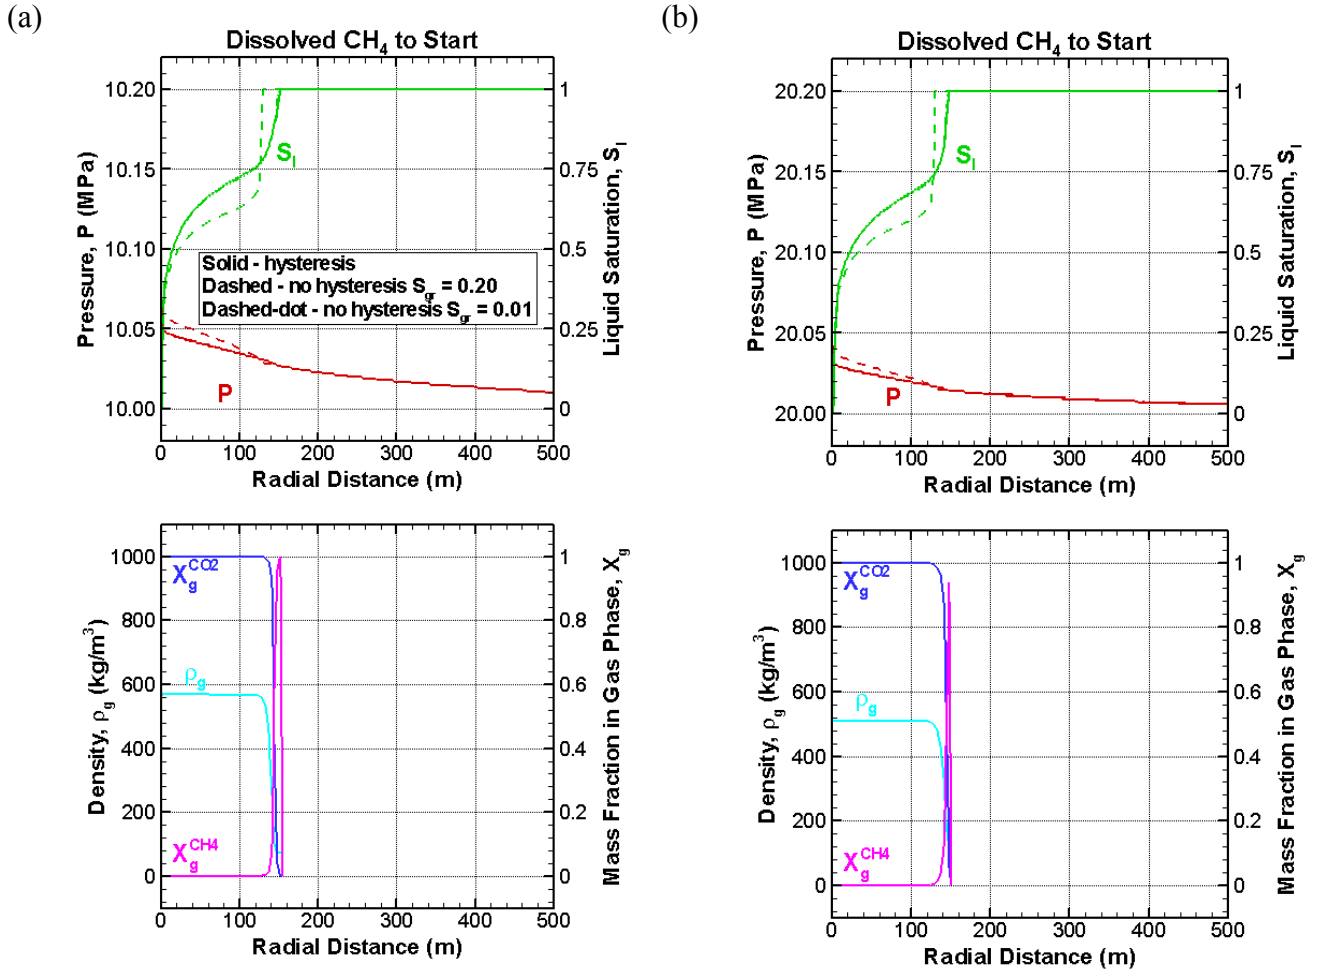 (a)
Dissolved CH4 to Start
Pressure, P (MPa)
10.20
10.15
10.10
10.05
10.00
Liquid Saturation, Sl
1
0.75
0.5
0.25
0
Sl
Solid - hysteresis
Dashed - no hysteresis Sgr = 0.20
Dashed-dot - no hysteresis Sgr = 0.01
P
0 100 200 300 400 500
Radial Distance (m)
(b)
Dissolved CH4 to Start
Pressure, P (MPa)
20.20
20.15
20.10
20.05
20.00
Liquid Saturation, Sl
1
0.75
0.5
0.25
0
Sl
P
0 100 200 300 400 500
Radial Distance (m)
Density, ρg (kg/m3)
1000
800
600
400
200
0
Mass Fraction in Gas Phase, Xg
1
0.8
0.6
0.4
0.2
0
XgCO2
ρg
XgCH4
0 100 200 300 400 500
Radial Distance (m)
Density, ρg (kg/m3)
1000
800
600
400
200
0
Mass Fraction in Gas Phase, Xg
1
0.8
0.6
0.4
0.2
0
XgCO2
ρg
XgCH4
0 100 200 300 400 500
Radial Distance (m)